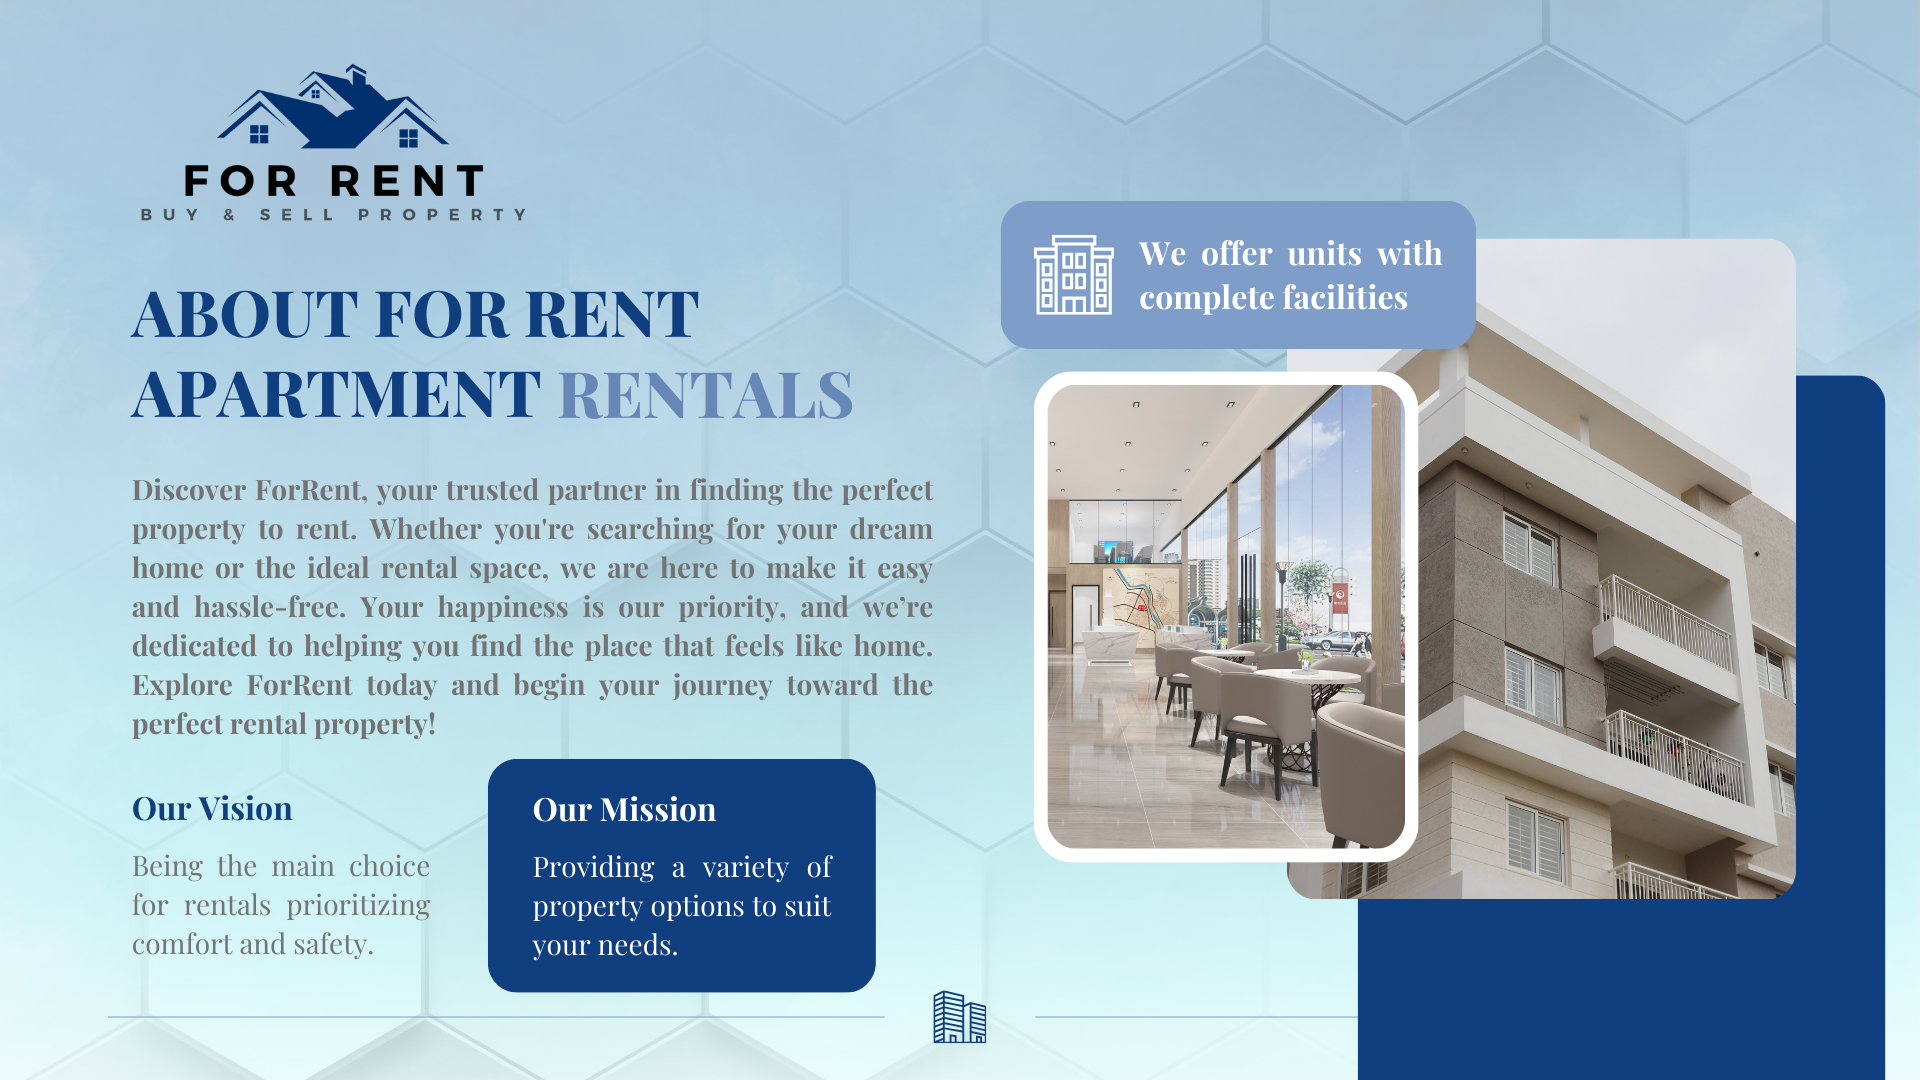 FOR RENT
BUY & SELL PROPERTY
ABOUT FOR RENT
APARTMENT RENTALS
Discover ForRent, your trusted partner in finding the perfect
property to rent. Whether you're searching for your dream
home or the ideal rental space, we are here to make it easy
and hassle-free. Your happiness is our priority, and we’re
dedicated to helping you find the place that feels like home.
Explore ForRent today and begin your journey toward the
perfect rental property!
Our Vision
Being the main choice
for rentals prioritizing
comfort and safety.
Our Mission
Providing a variety of
property options to suit
your needs.
We offer units with
complete facilities